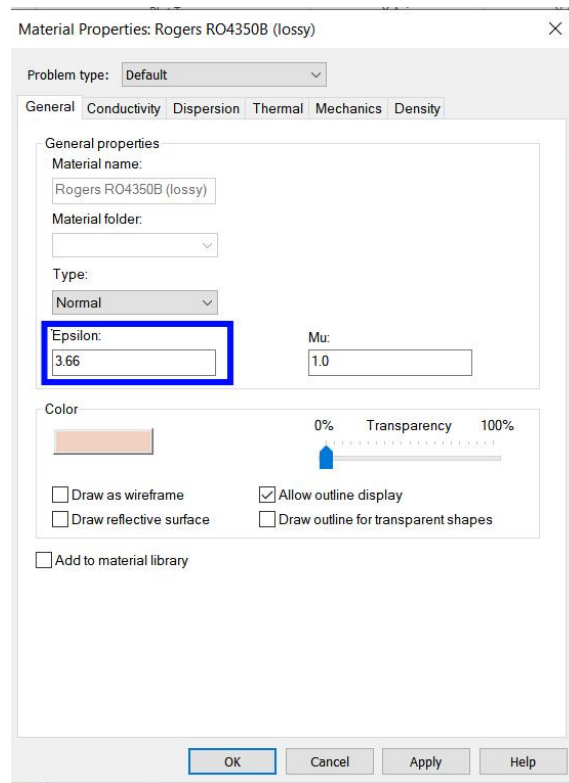 Material Properties: Rogers RO4350B (lossy)
Problem type: Default
General Conductivity Dispersion Thermal Mechanics Density
General properties
Material name:
Rogers RO4350B (lossy)
Material folder:
Type:
Normal
Epsilon: Mu:
3.66 1.0
Color
0% Transparency 100%
Draw as wireframe Allow outline display
Draw reflective surface Draw outline for transparent shapes
Add to material library
OK Cancel Apply Help